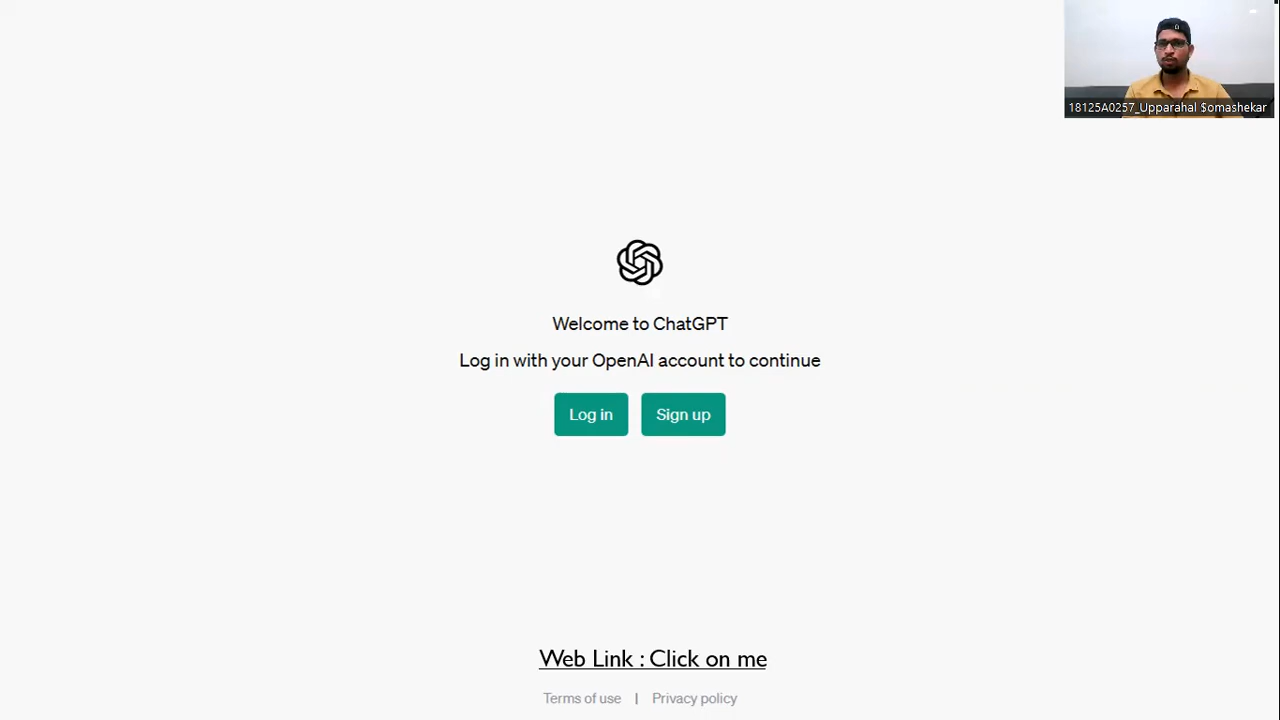 18125A0257_Upparahal Somashekar
Welcome to ChatGPT
Log in with your OpenAI account to continue
Log in
Sign up
Web Link : Click on me
Terms of use | Privacy policy